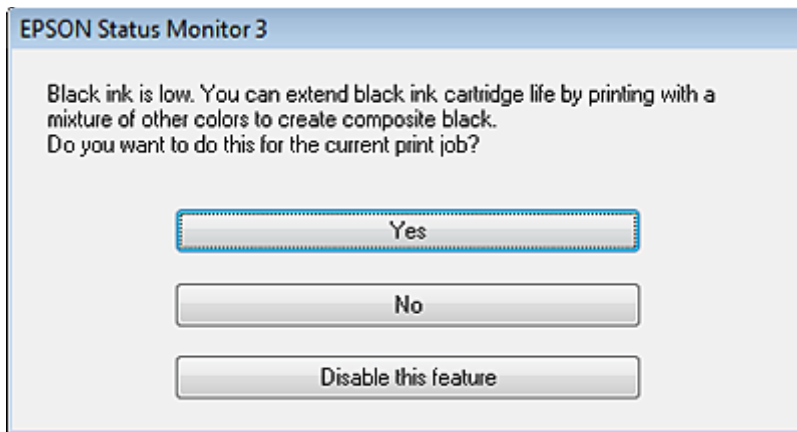 EPSON Status Monitor 3
Black ink is low. You can extend black ink cartridge life by printing with a
mixture of other colors to create composite black.
Do you want to do this for the current print job?
Yes
No
Disable this feature